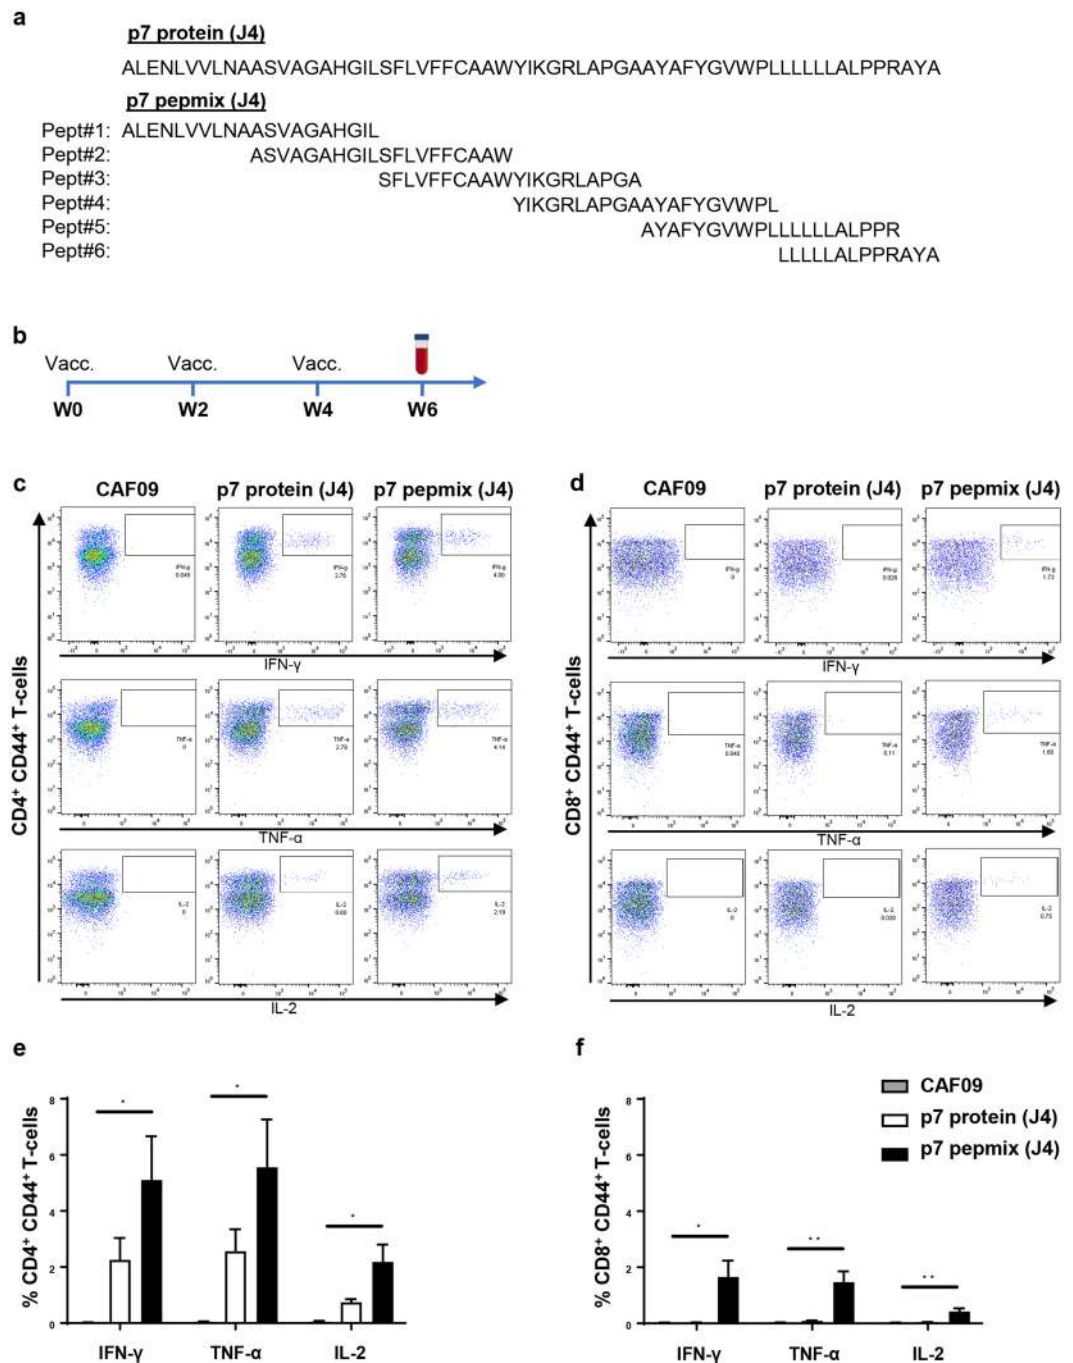 a
p7 protein (J4)
ALENLVVLNAASVAGAHGILSFLVFFCAAWYIKGRLAPGAAYAFYGVWPLLLLLLALPPRAYA
p7 pepmix (J4)
Pept#1: ALENLVVLNAASVAGAHGIL
Pept#2: ASVAGAHGILSFLVFFCAAW
Pept#3: SFLVFFCAAWYIKGRLAPGA
Pept#4: YIKGRLAPGAAYAFYGVWPL
Pept#5: AYAFYGVWPLLLLLLALPPR
Pept#6: LLLLLALPPRAYA
b
Vacc. Vacc. Vacc.
W0 W2 W4 W6
c
CAF09 p7 protein (J4) p7 pepmix (J4)
CD4⁺ CD44⁺ T-cells
IFN-γ
TNF-α
IL-2
d
CAF09 p7 protein (J4) p7 pepmix (J4)
CD8⁺ CD44⁺ T-cells
IFN-γ
TNF-α
IL-2
e
% CD4⁺ CD44⁺ T-cells
8
6
4
2
0
* * *
IFN-γ TNF-α IL-2
f
CAF09
p7 protein (J4)
p7 pepmix (J4)
% CD8⁺ CD44⁺ T-cells
8
6
4
2
0
* ** **
IFN-γ TNF-α IL-2